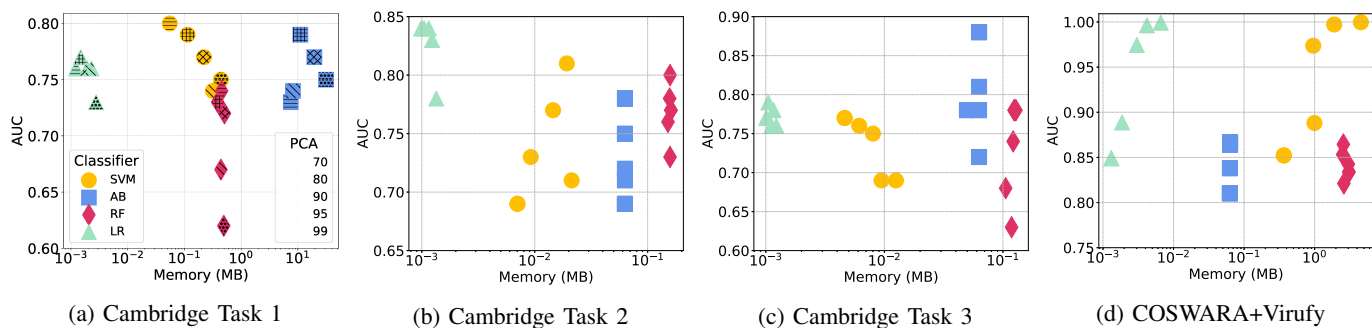 0.80
0.75
0.70
0.65
0.60
AUC
Classifier
SVM
AB
RF
LR
PCA
70
80
90
95
99
10⁻³ 10⁻² 10⁻¹ 10⁰ 10¹
Memory (MB)
(a) Cambridge Task 1
0.85
0.80
0.75
0.70
0.65
AUC
10⁻³ 10⁻² 10⁻¹
Memory (MB)
(b) Cambridge Task 2
0.90
0.85
0.80
0.75
0.70
0.65
0.60
AUC
10⁻³ 10⁻² 10⁻¹
Memory (MB)
(c) Cambridge Task 3
1.00
0.95
0.90
0.85
0.80
0.75
AUC
10⁻³ 10⁻² 10⁻¹ 10⁰
Memory (MB)
(d) COSWARA+Virufy